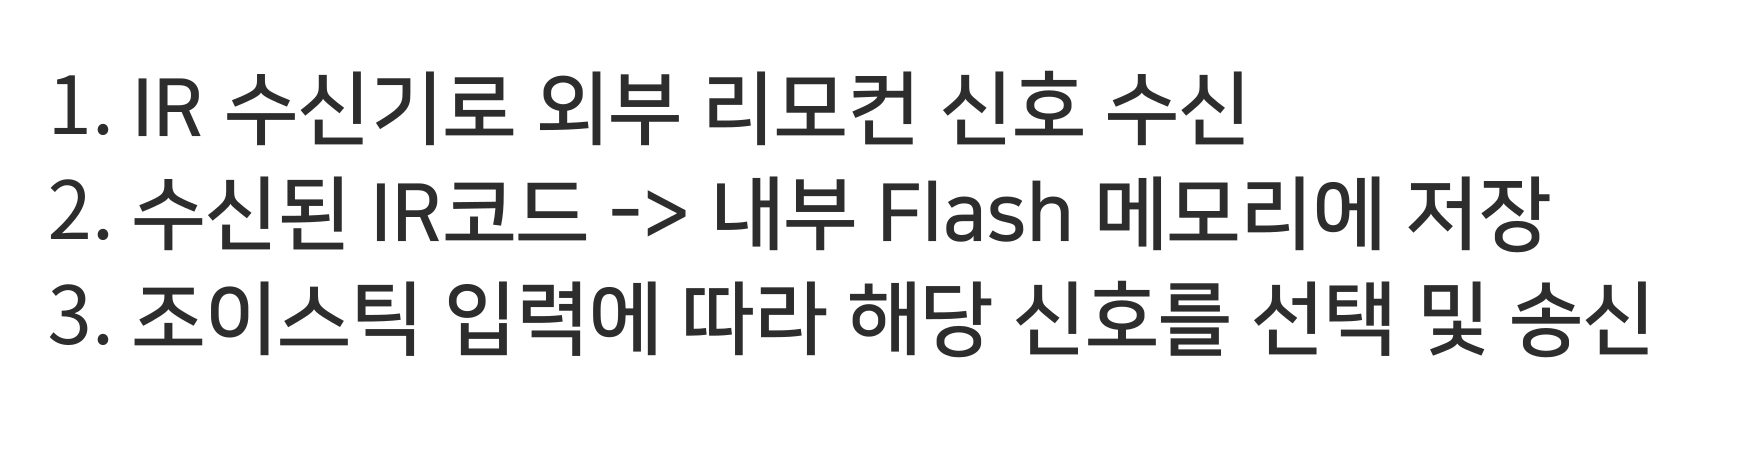 1. IR 수신기로 외부 리모컨 신호 수신
2. 수신된 IR코드 -> 내부 Flash 메모리에 저장
3. 조이스틱 입력에 따라 해당 신호를 선택 및 송신